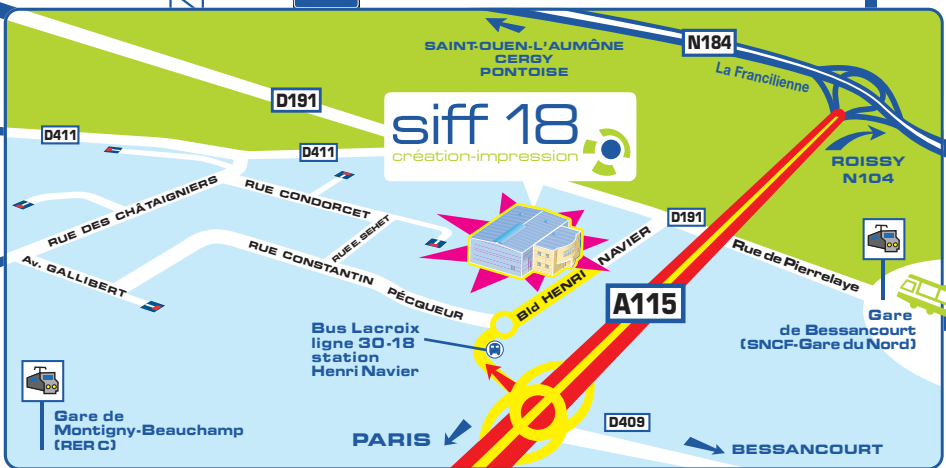 SAINT-OUEN-L'AUMÔNE
CERGY
PONTOISE
N184
La Francilienne
D191
siff 18
création-impression
ROISSY
N104
D411
D411
RUE DES CHÂTAIGNIERS
RUE CONDORCET
RUE E. SEHET
D191
Rue de Pierrelaye
Av. GALLIBERT
RUE CONSTANTIN PÉCQUEUR
Bld HENRI NAVIER
A115
Gare
de Bessancourt
(SNCF-Gare du Nord)
Bus Lacroix
ligne 30-18
station
Henri Navier
Gare de
Montigny-Beauchamp
(RER C)
PARIS
D409
BESSANCOURT